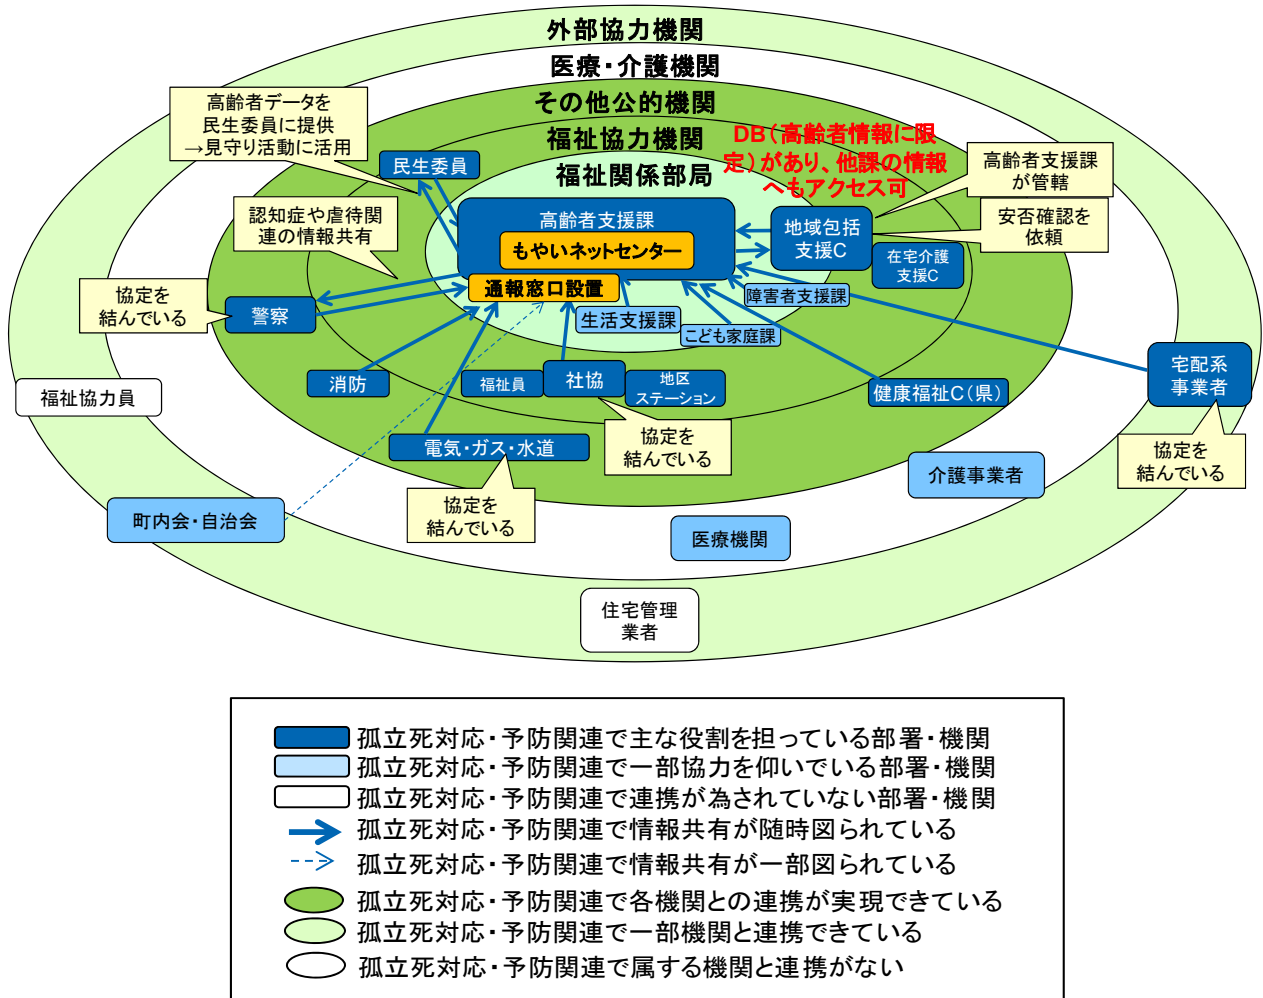 外部協力機関
医療・介護機関
その他公的機関
福祉協力機関
福祉関係部局
高齢者データを
民生委員に提供
→見守り活動に活用
民生委員
DB（高齢者情報に限
定）があり、他課の情報
へもアクセス可
高齢者支援課
が管轄
安否確認を
依頼
認知症や虐待関
連の情報共有
高齢者支援課
もやいネットセンター
通報窓口設置
地域包括
支援C
在宅介護
支援C
協定を
結んでいる
警察
生活支援課
こども家庭課
障害者支援課
消防
福祉員
社協
地区
ステーション
健康福祉C（県）
宅配系
事業者
福祉協力員
電気・ガス・水道
協定を
結んでいる
協定を
結んでいる
協定を
結んでいる
介護事業者
町内会・自治会
医療機関
住宅管理
業者
孤立死対応・予防関連で主な役割を担っている部署・機関
孤立死対応・予防関連で一部協力を仰いでいる部署・機関
孤立死対応・予防関連で連携が為されていない部署・機関
孤立死対応・予防関連で情報共有が随時図られている
孤立死対応・予防関連で情報共有が一部図られている
孤立死対応・予防関連で各機関との連携が実現できている
孤立死対応・予防関連で一部機関と連携できている
孤立死対応・予防関連で属する機関と連携がない